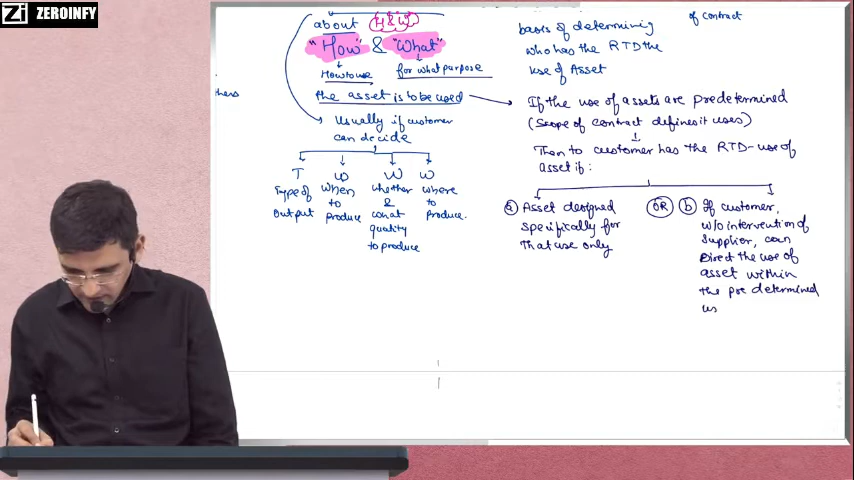 Zi ZEROINFY
about H&W
"How" & "What"
How to use for what purpose
the asset is to be used
Usually if customer
can decide
T W W W
Type of
output
when
to
produce
whether
&
what
quality
to produce
where
to
produce.
hers
basis of determining
who has the RTD the
use of Asset
of contract
If the use of assets are predetermined
(Scope of contract defines it uses)
Then to customer has the RTD - use of
asset if:
(a) Asset designed
specifically for
that use only
OR
(b) If customer,
w/o intervention of
supplier, can
Direct the use of
asset within
the pre determined
us